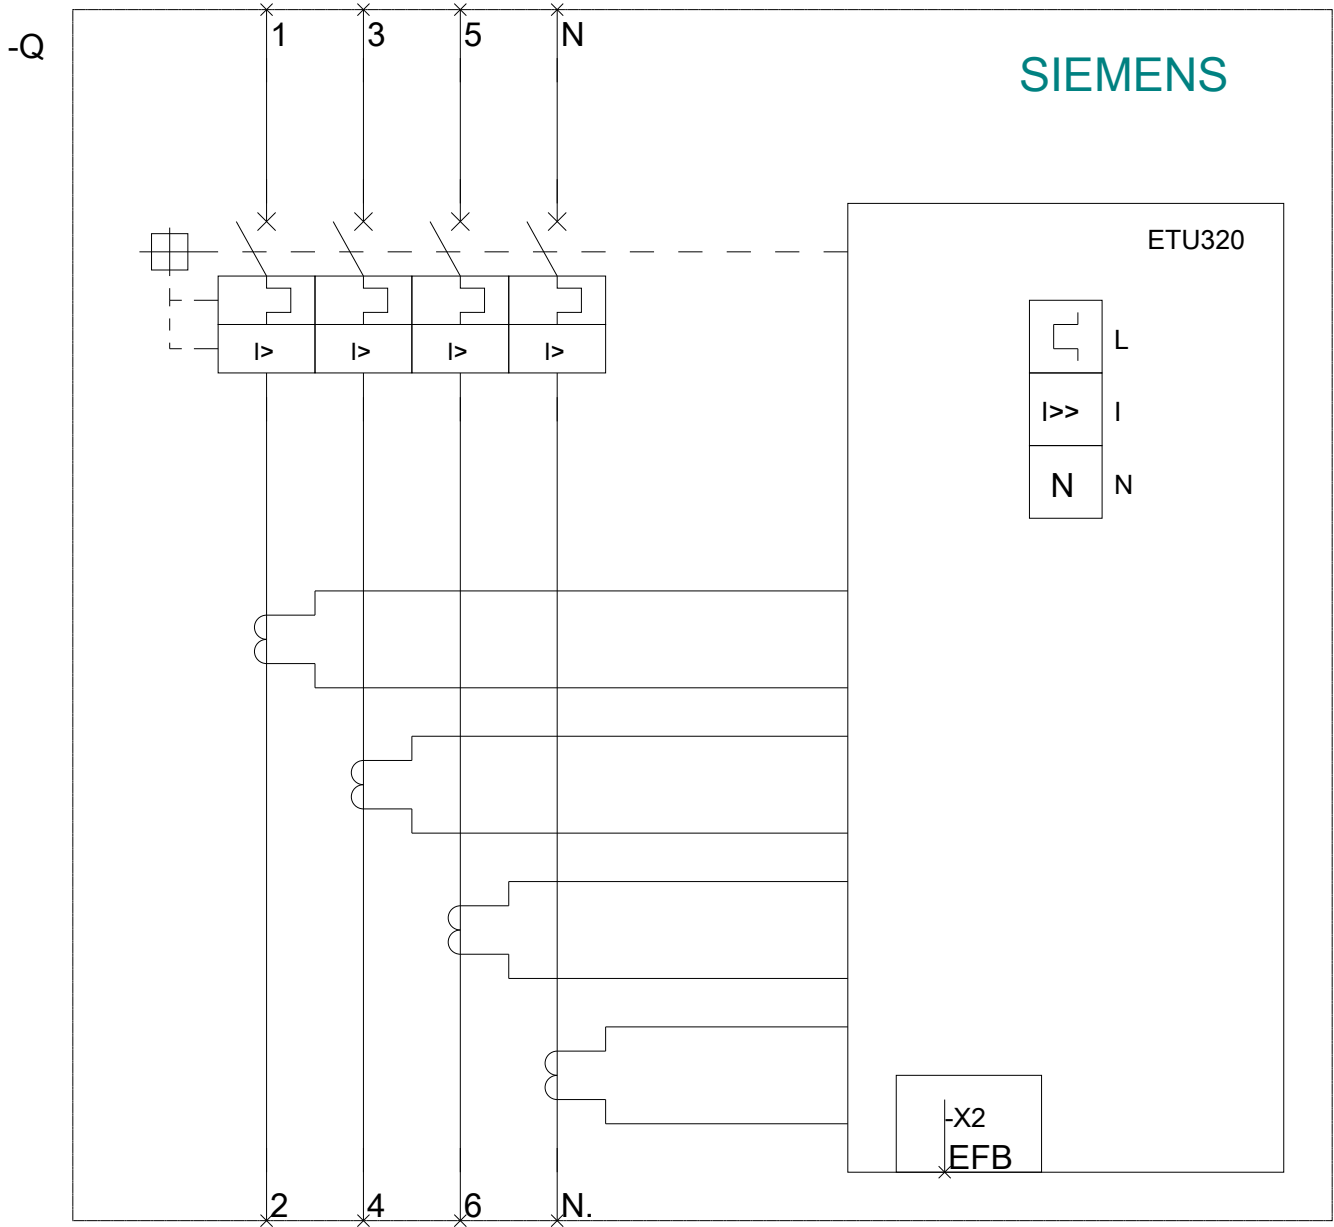 1 3 5 N
-Q
SIEMENS
ETU320
L
I> I> I> I>
I>> I
N N
-X2
EFB
2 4 6 N.